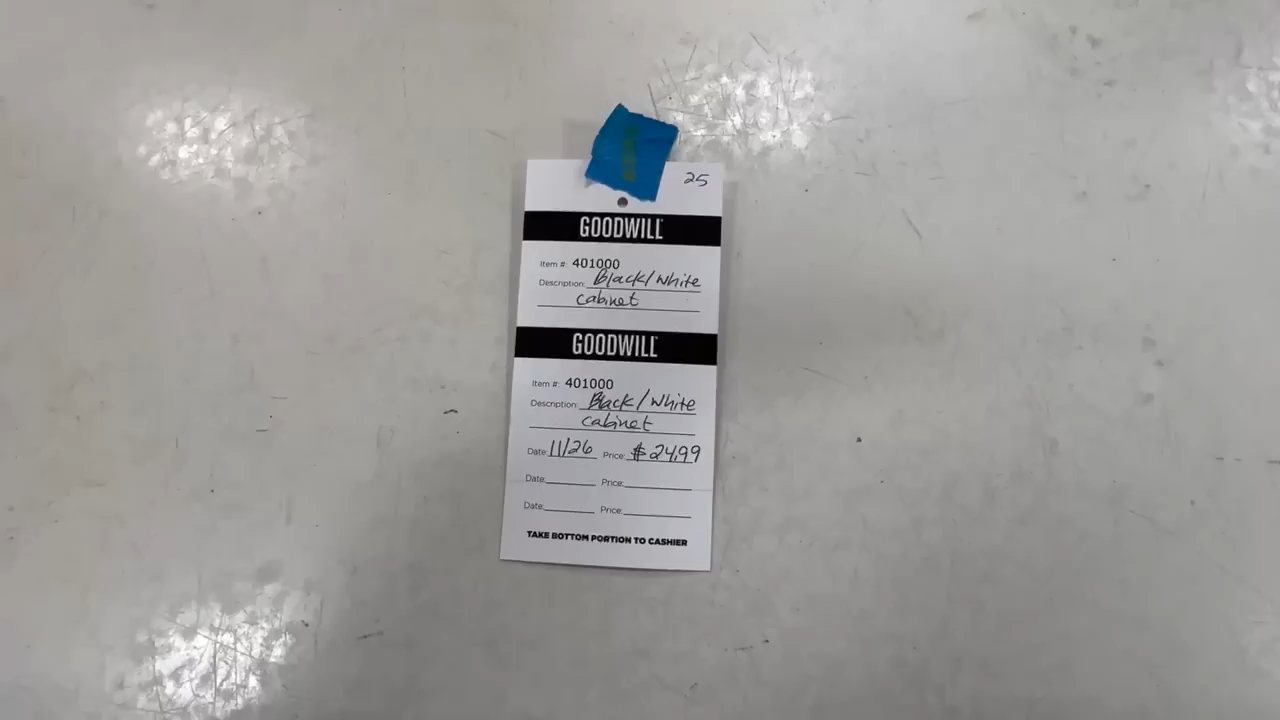 25
GOODWILL
Item #: 401000
Description: Black/White
cabinet
GOODWILL
Item #: 401000
Description: Black/White
cabinet
Date: 11/26 Price: $24.99
Date: Price:
Date: Price:
TAKE BOTTOM PORTION TO CASHIER